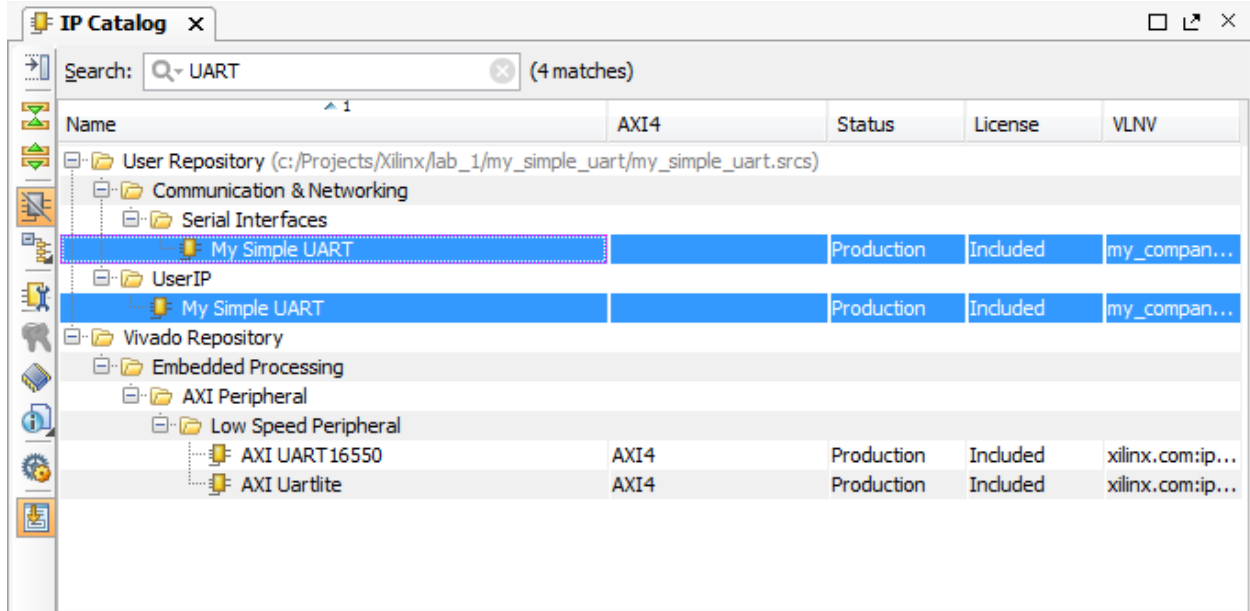 IP Catalog
Search: UART (4 matches)
1
Name AXI4 Status License VLNV
User Repository (c:/Projects/Xilinx/lab_1/my_simple_uart/my_simple_uart.srcs)
Communication & Networking
Serial Interfaces
My Simple UART Production Included my_compan...
UserIP
My Simple UART Production Included my_compan...
Vivado Repository
Embedded Processing
AXI Peripheral
Low Speed Peripheral
AXI UART16550 AXI4 Production Included xilinx.com:ip...
AXI Uartlite AXI4 Production Included xilinx.com:ip...